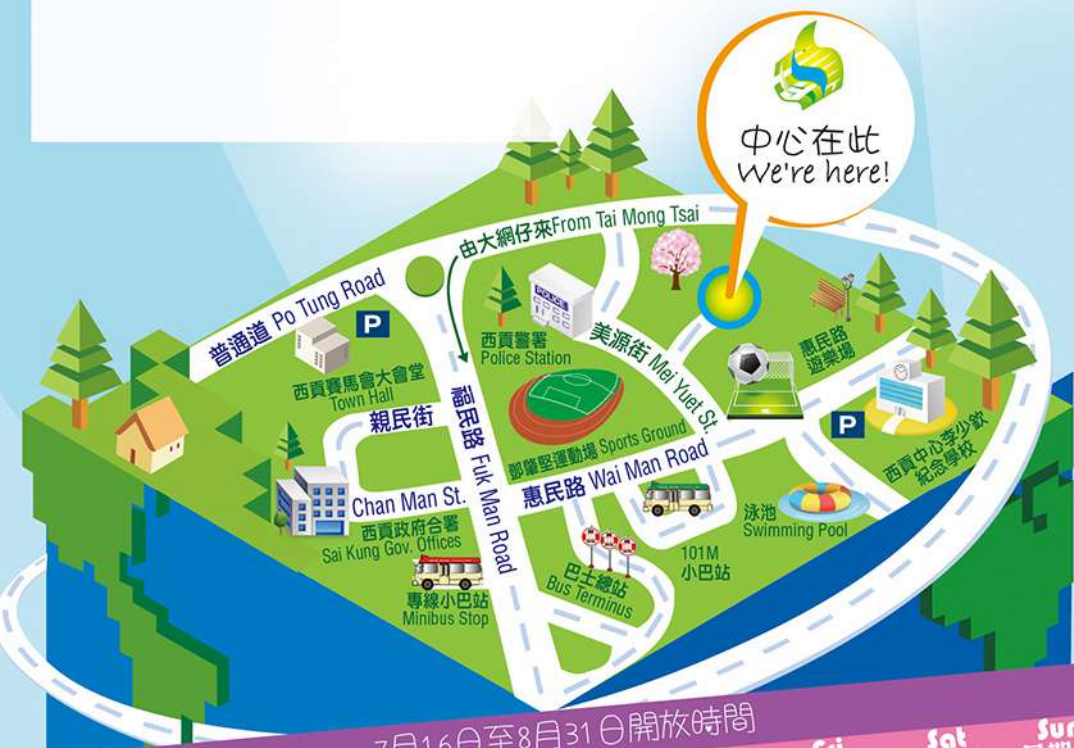 中心在此
We're here!
由大網仔來From Tai Mong Tsai
普通道 Po Tung Road
P
POLICE
西貢警署
Police Station
西貢賽馬會大會堂
Town Hall
親民街
福民路 Fuk Man Road
美源街 Mei Yuet St.
惠民路
遊樂場
P
西貢中心李少欽
紀念學校
鄧肇堅運動場 Sports Ground
惠民路 Wai Man Road
Chan Man St.
西貢政府合署
Sai Kung Gov. Offices
泳池
Swimming Pool
101M
小巴站
巴士總站
Bus Terminus
專線小巴站
Minibus Stop
7月16日至8月31日開放時間
Fri
Sat
Sun